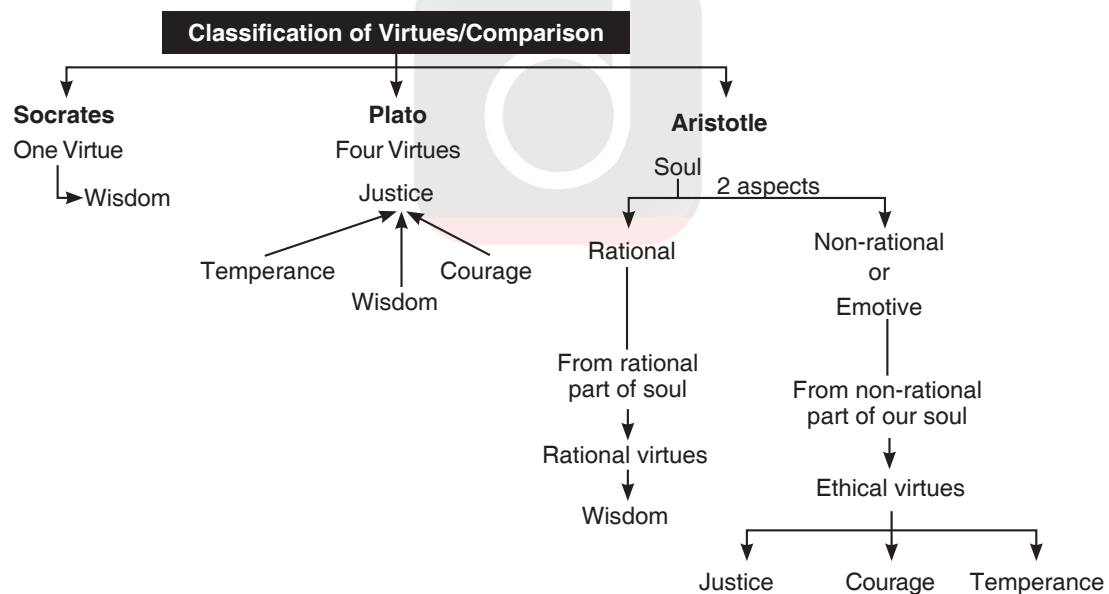 Classification of Virtues/Comparison
Socrates
One Virtue
Wisdom
Plato
Four Virtues
Justice
Temperance
Wisdom
Courage
Aristotle
Soul
2 aspects
Rational
From rational
part of soul
Rational virtues
Wisdom
Non-rational
or
Emotive
From non-rational
part of our soul
Ethical virtues
Justice
Courage
Temperance